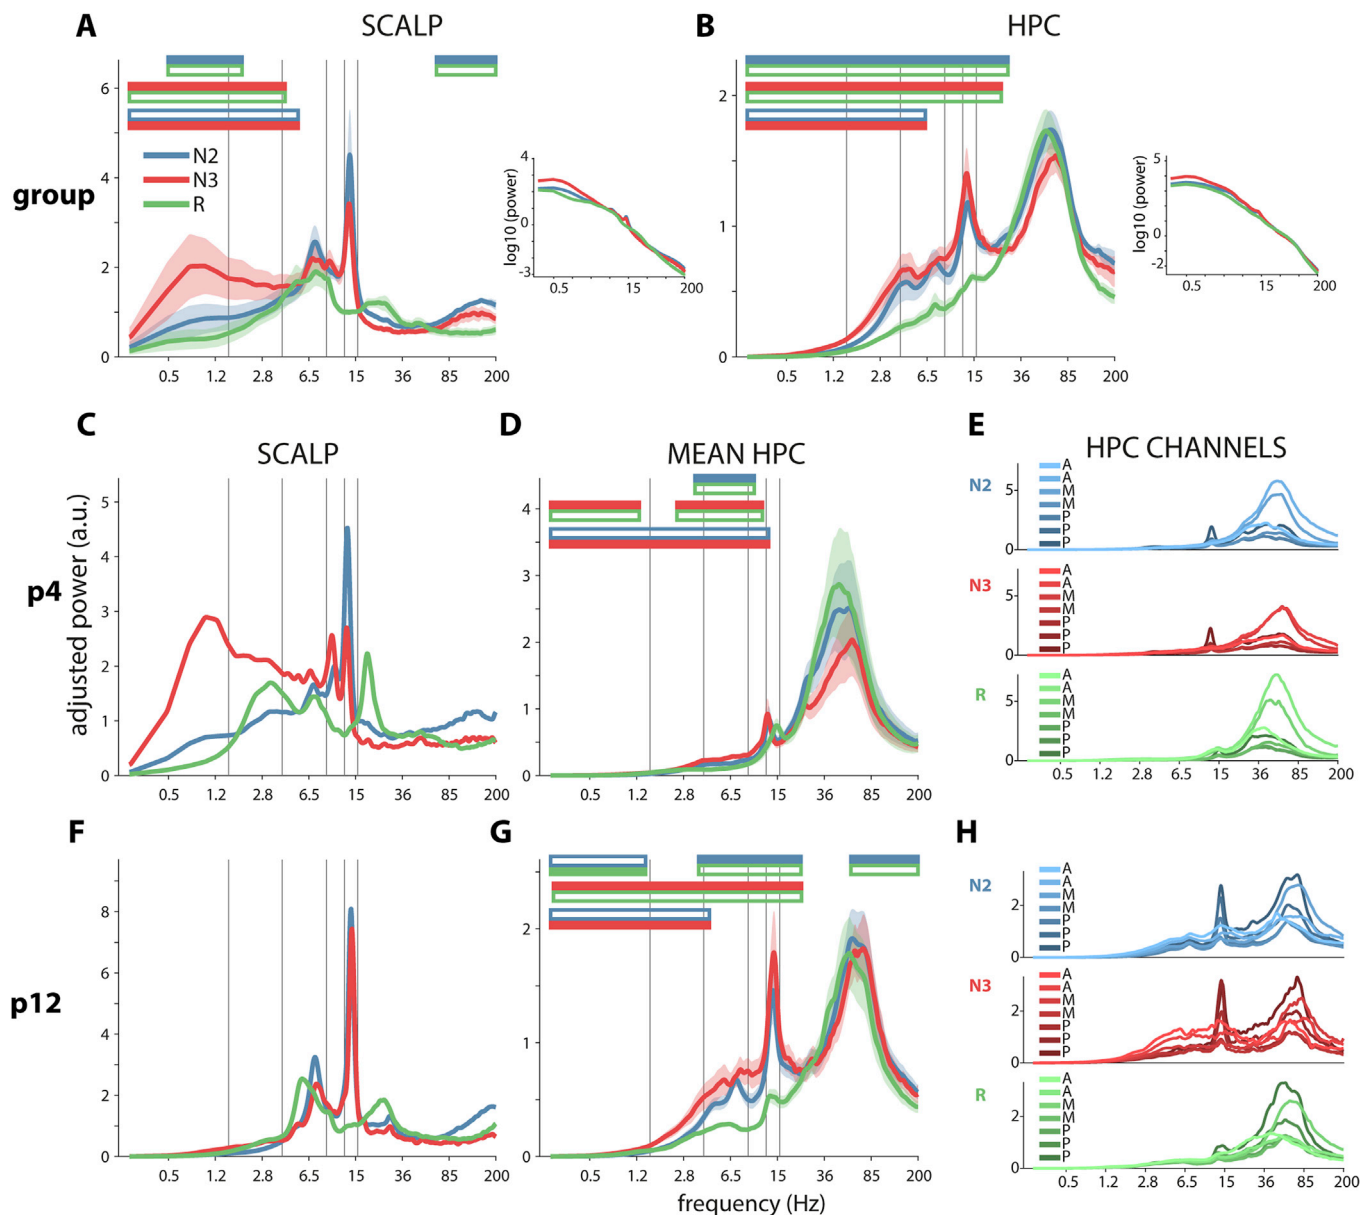 A
SCALP
B
HPC
group
6
5
4
3
2
1
0
N2
N3
R
0.5 1.2 2.8 6.5 15 36 85 200
log10 (power)
4
0
-3
0.5 15 200
2
1
0
0.5 1.2 2.8 6.5 15 36 85 200
log10 (power)
5
0
-2
0.5 15 200
C
SCALP
D
MEAN HPC
E
HPC CHANNELS
p4
adjusted power (a.u.)
5
4
3
2
1
0
0.5 1.2 2.8 6.5 15 36 85 200
4
3
2
1
0
0.5 1.2 2.8 6.5 15 36 85 200
N2
5
0
A
A
M
M
P
P
P
N3
5
0
A
A
M
M
P
P
P
R
5
0
A
A
M
M
P
P
P
0.5 1.2 2.8 6.5 15 36 85 200
F
G
H
p12
8
6
4
2
0
0.5 1.2 2.8 6.5 15 36 85 200
2
1
0
0.5 1.2 2.8 6.5 15 36 85 200
frequency (Hz)
N2
2
0
A
A
M
M
P
P
P
N3
2
0
A
A
M
M
P
P
P
R
2
0
A
A
M
M
P
P
P
0.5 1.2 2.8 6.5 15 36 85 200